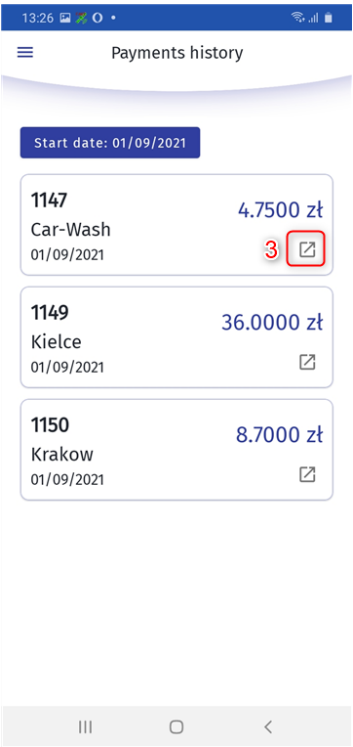 13:26 O •
Payments history
Start date: 01/09/2021
1147
4.7500 zł
Car-Wash
01/09/2021
3
1149
36.0000 zł
Kielce
01/09/2021
1150
8.7000 zł
Krakow
01/09/2021